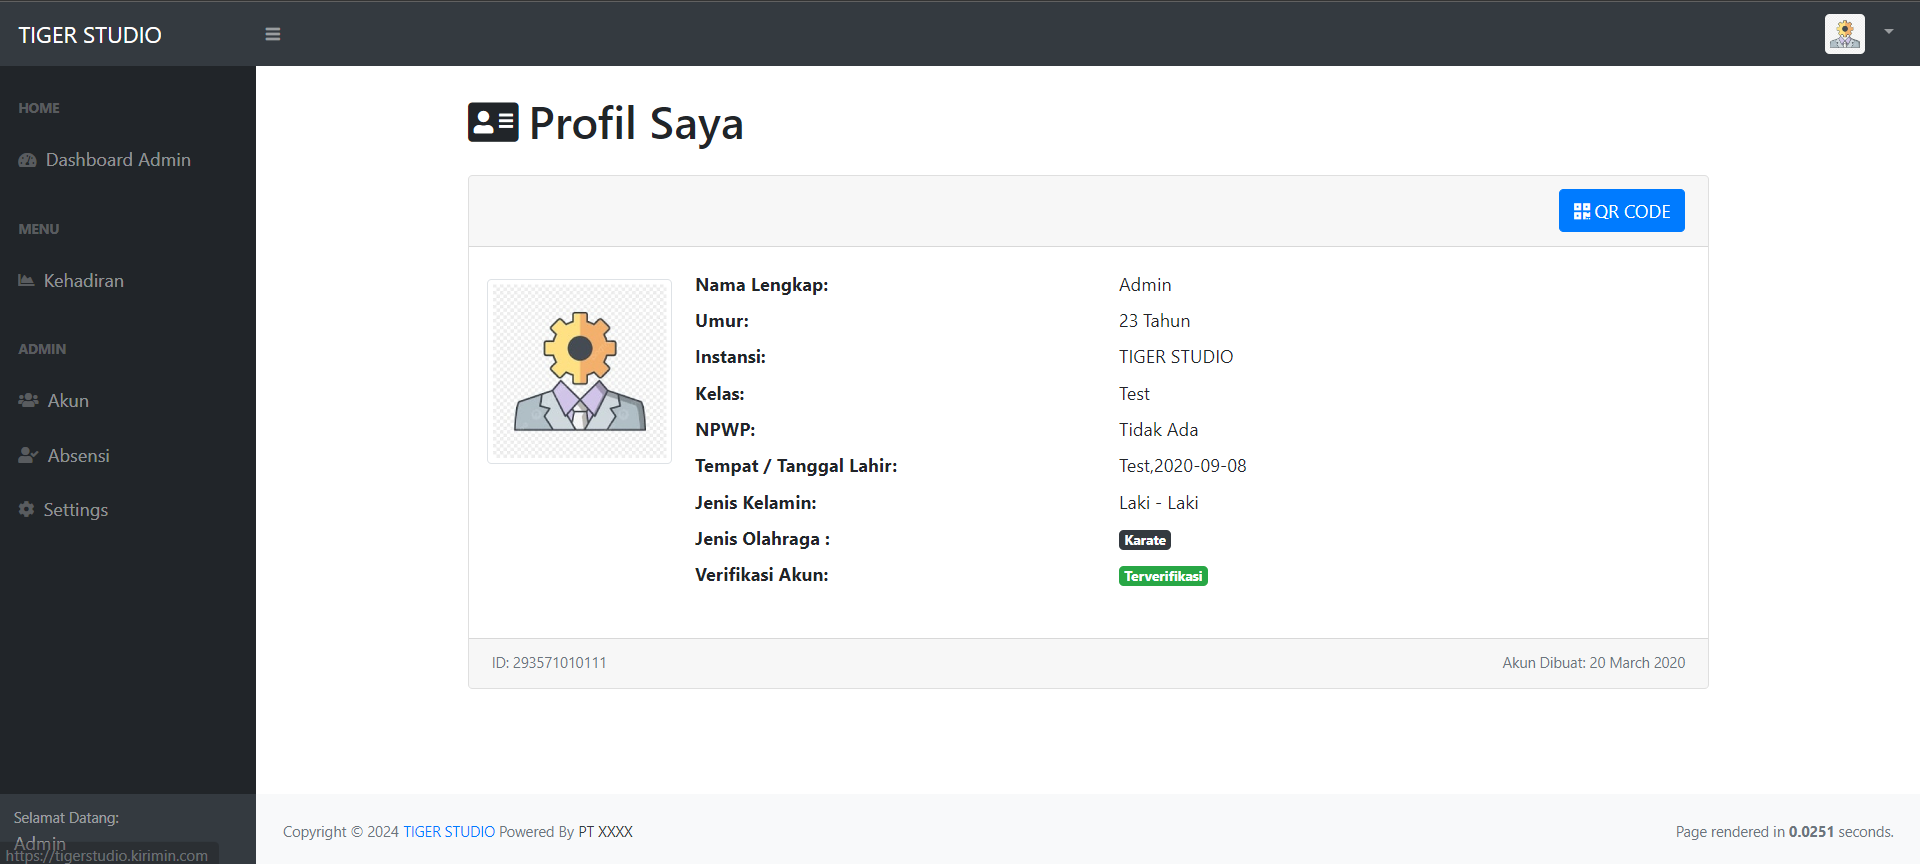 TIGER STUDIO
HOME
Dashboard Admin
MENU
Kehadiran
ADMIN
Akun
Absensi
Settings
Selamat Datang:
Admin
https://tigerstudio.kirimin.com
Profil Saya
QR CODE
Nama Lengkap: Admin
Umur: 23 Tahun
Instansi: TIGER STUDIO
Kelas: Test
NPWP: Tidak Ada
Tempat / Tanggal Lahir: Test,2020-09-08
Jenis Kelamin: Laki - Laki
Jenis Olahraga : Karate
Verifikasi Akun: Terverifikasi
ID: 293571010111 Akun Dibuat: 20 March 2020
Copyright © 2024 TIGER STUDIO Powered By PT XXXX Page rendered in 0.0251 seconds.